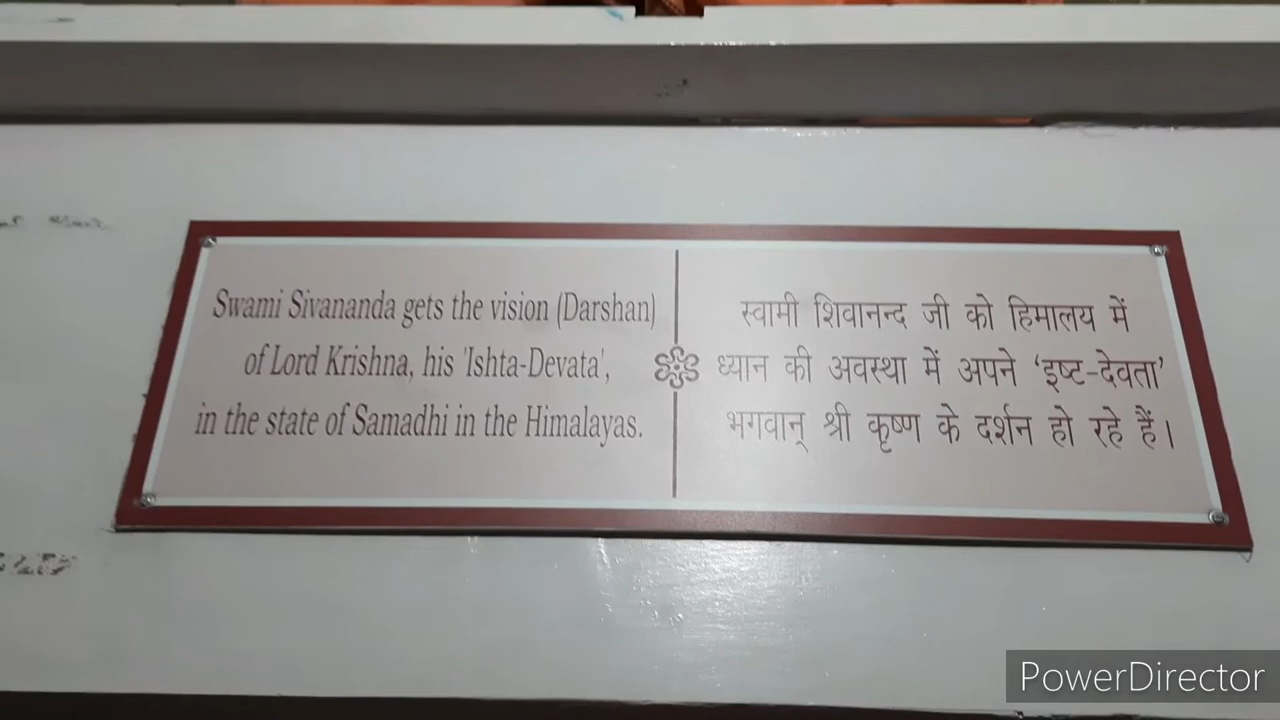 Swami Sivananda gets the vision (Darshan)
of Lord Krishna, his 'Ishta-Devata',
in the state of Samadhi in the Himalayas.
स्वामी शिवानन्द जी को हिमालय में
ध्यान की अवस्था में अपने ‘इष्ट-देवता’
भगवान् श्री कृष्ण के दर्शन हो रहे हैं।
PowerDirector